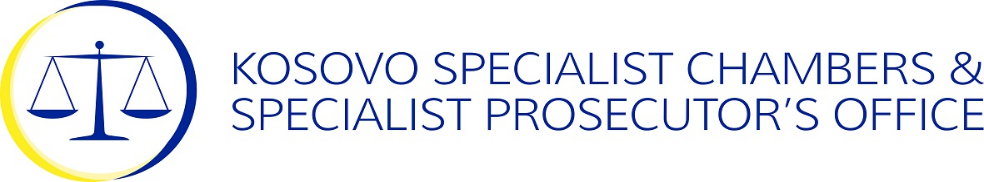 KOSOVO SPECIALIST CHAMBERS &
SPECIALIST PROSECUTOR'S OFFICE